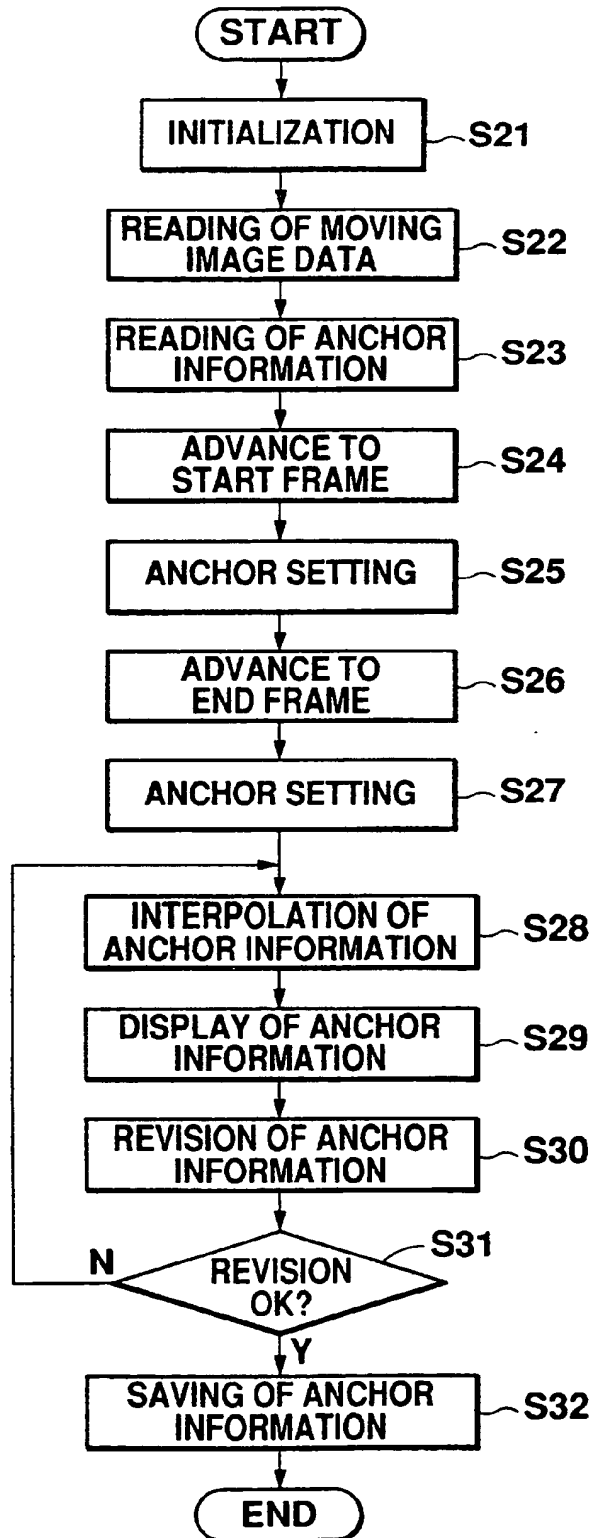 START
INITIALIZATION
S21
READING OF MOVING
IMAGE DATA
S22
READING OF ANCHOR
INFORMATION
S23
ADVANCE TO
START FRAME
S24
ANCHOR SETTING
S25
ADVANCE TO
END FRAME
S26
ANCHOR SETTING
S27
INTERPOLATION OF
ANCHOR INFORMATION
S28
DISPLAY OF ANCHOR
INFORMATION
S29
REVISION OF ANCHOR
INFORMATION
S30
S31
N
REVISION
OK?
Y
SAVING OF ANCHOR
INFORMATION
S32
END